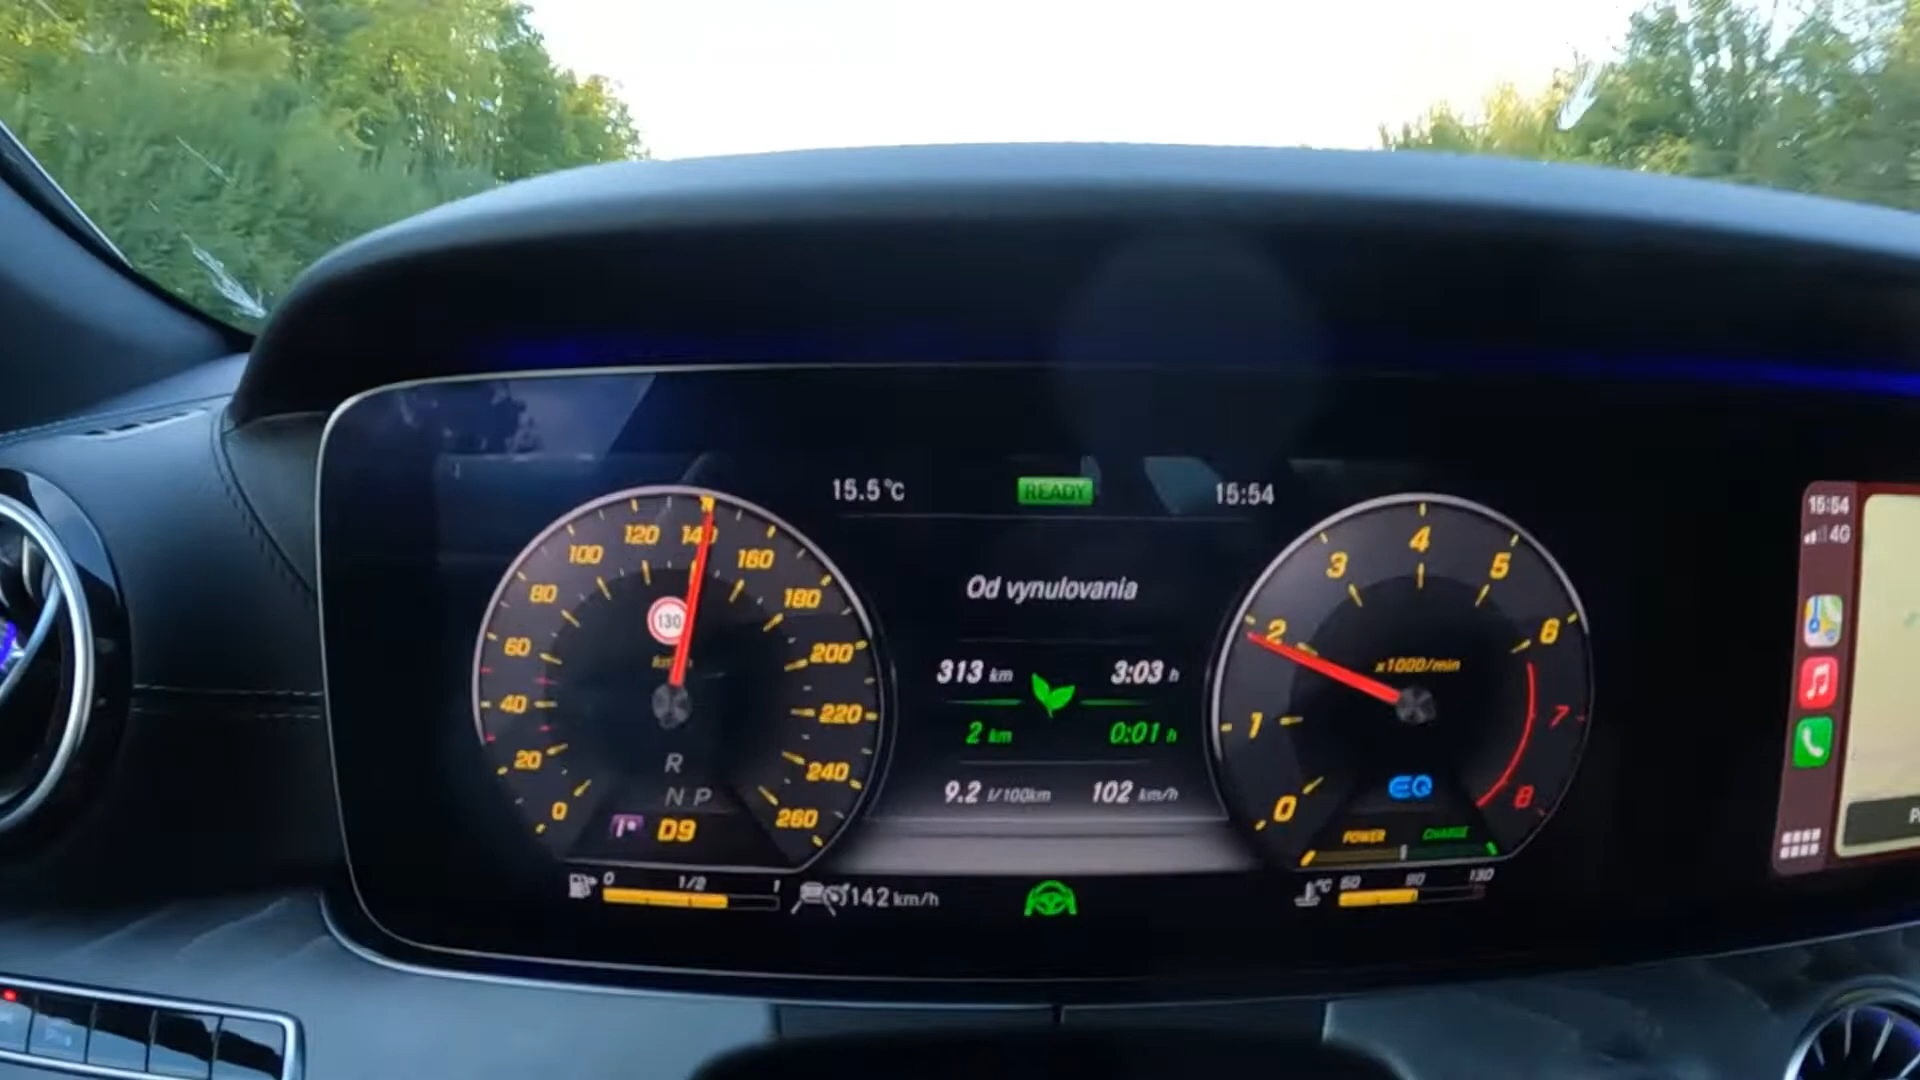 15.5°C
READY
15:54
Od vynulovania
313 km
3:03 h
2 km
0:01 h
9.2 l/100km
102 km/h
0
20
40
60
80
100
120
140
160
180
200
220
240
260
130
km/h
R
N P
D9
0
1
2
3
4
5
6
7
8
x1000/min
EQ
POWER
CHARGE
0 1/2 1
142 km/h
°C 50 90 130
15:54
4G